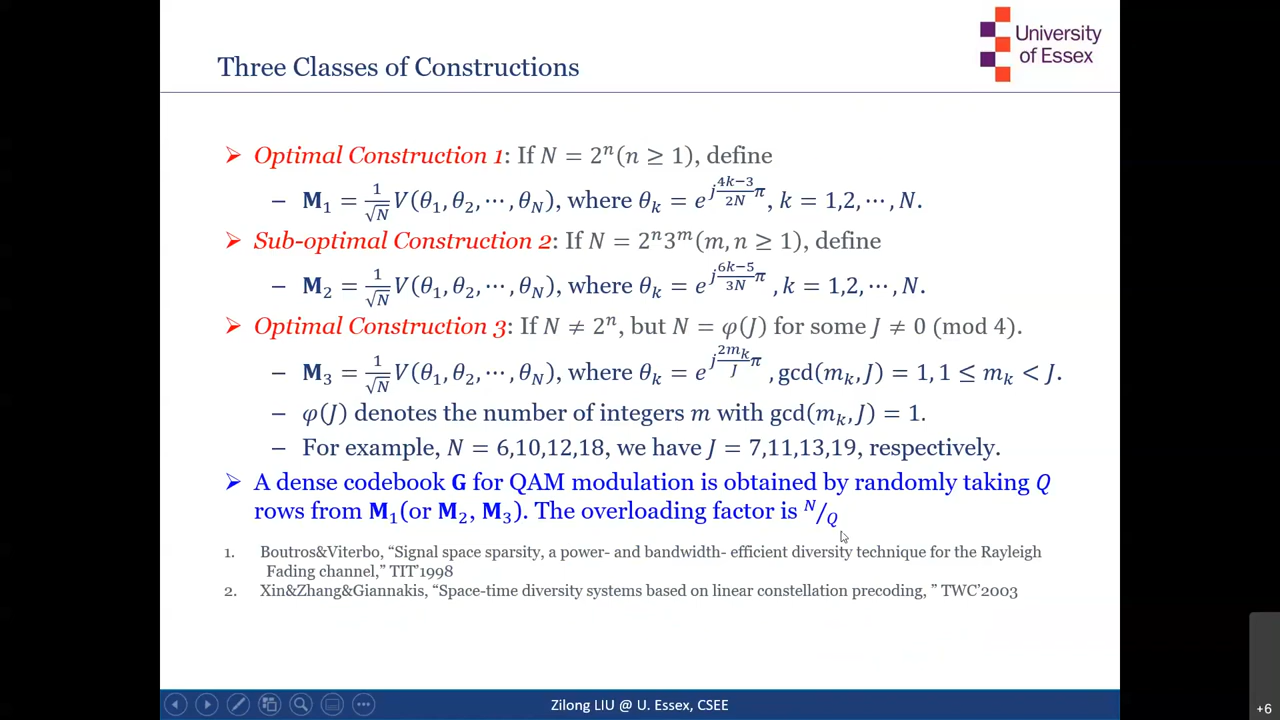 University
of Essex
Three Classes of Constructions
➢ Optimal Construction 1: If N = 2ⁿ(n ≥ 1), define
– M₁ = 1/√N V(θ₁, θ₂, ⋯, θ_N), where θ_k = e^{j(4k−3)/(2N)π}, k = 1,2, ⋯, N.
➢ Sub-optimal Construction 2: If N = 2ⁿ3ᵐ(m, n ≥ 1), define
– M₂ = 1/√N V(θ₁, θ₂, ⋯, θ_N), where θ_k = e^{j(6k−5)/(3N)π}, k = 1,2, ⋯, N.
➢ Optimal Construction 3: If N ≠ 2ⁿ, but N = φ(J) for some J ≠ 0 (mod 4).
– M₃ = 1/√N V(θ₁, θ₂, ⋯, θ_N), where θ_k = e^{j(2m_k)/J π}, gcd(m_k, J) = 1, 1 ≤ m_k < J.
– φ(J) denotes the number of integers m with gcd(m_k, J) = 1.
– For example, N = 6,10,12,18, we have J = 7,11,13,19, respectively.
➢ A dense codebook G for QAM modulation is obtained by randomly taking Q
rows from M₁(or M₂, M₃). The overloading factor is N/Q
1. Boutros&Viterbo, “Signal space sparsity, a power- and bandwidth- efficient diversity technique for the Rayleigh
Fading channel,” TIT’1998
2. Xin&Zhang&Giannakis, “Space-time diversity systems based on linear constellation precoding, ” TWC’2003
Zilong LIU @ U. Essex, CSEE
+6